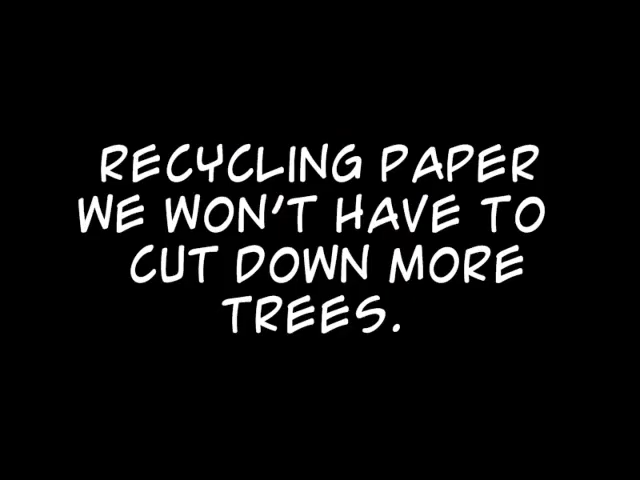 RECYCLING PAPER
WE WON'T HAVE TO
CUT DOWN MORE
TREES.